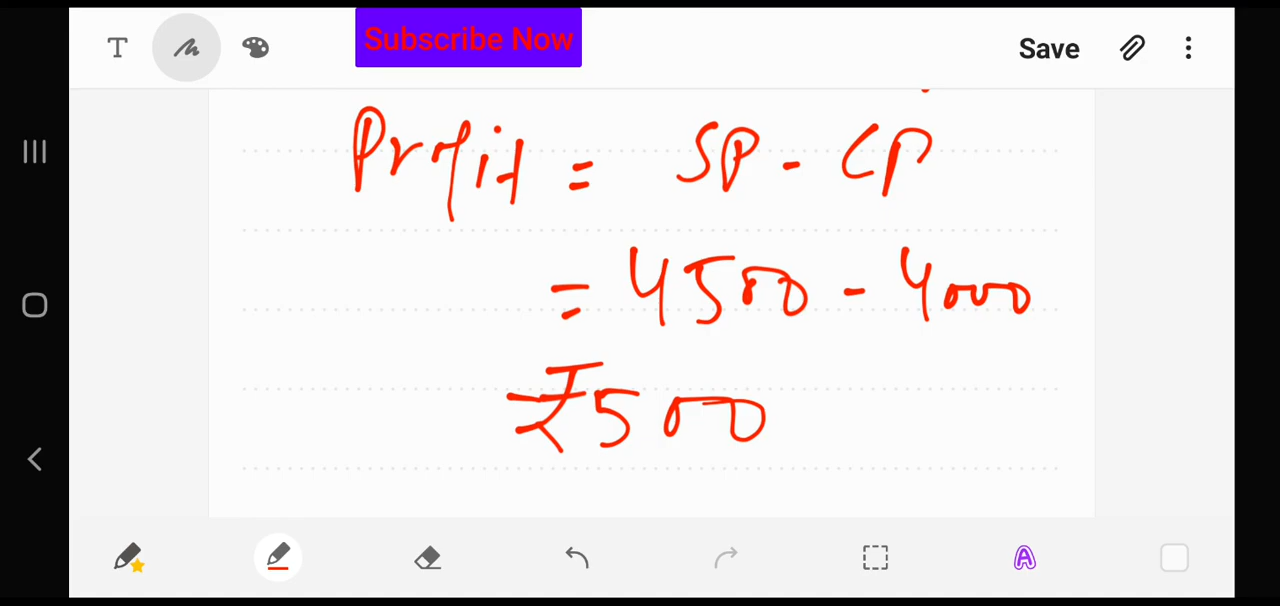 T
Subscribe Now
Save
Profit = SP - CP
= 4500 - 4000
₹500
A